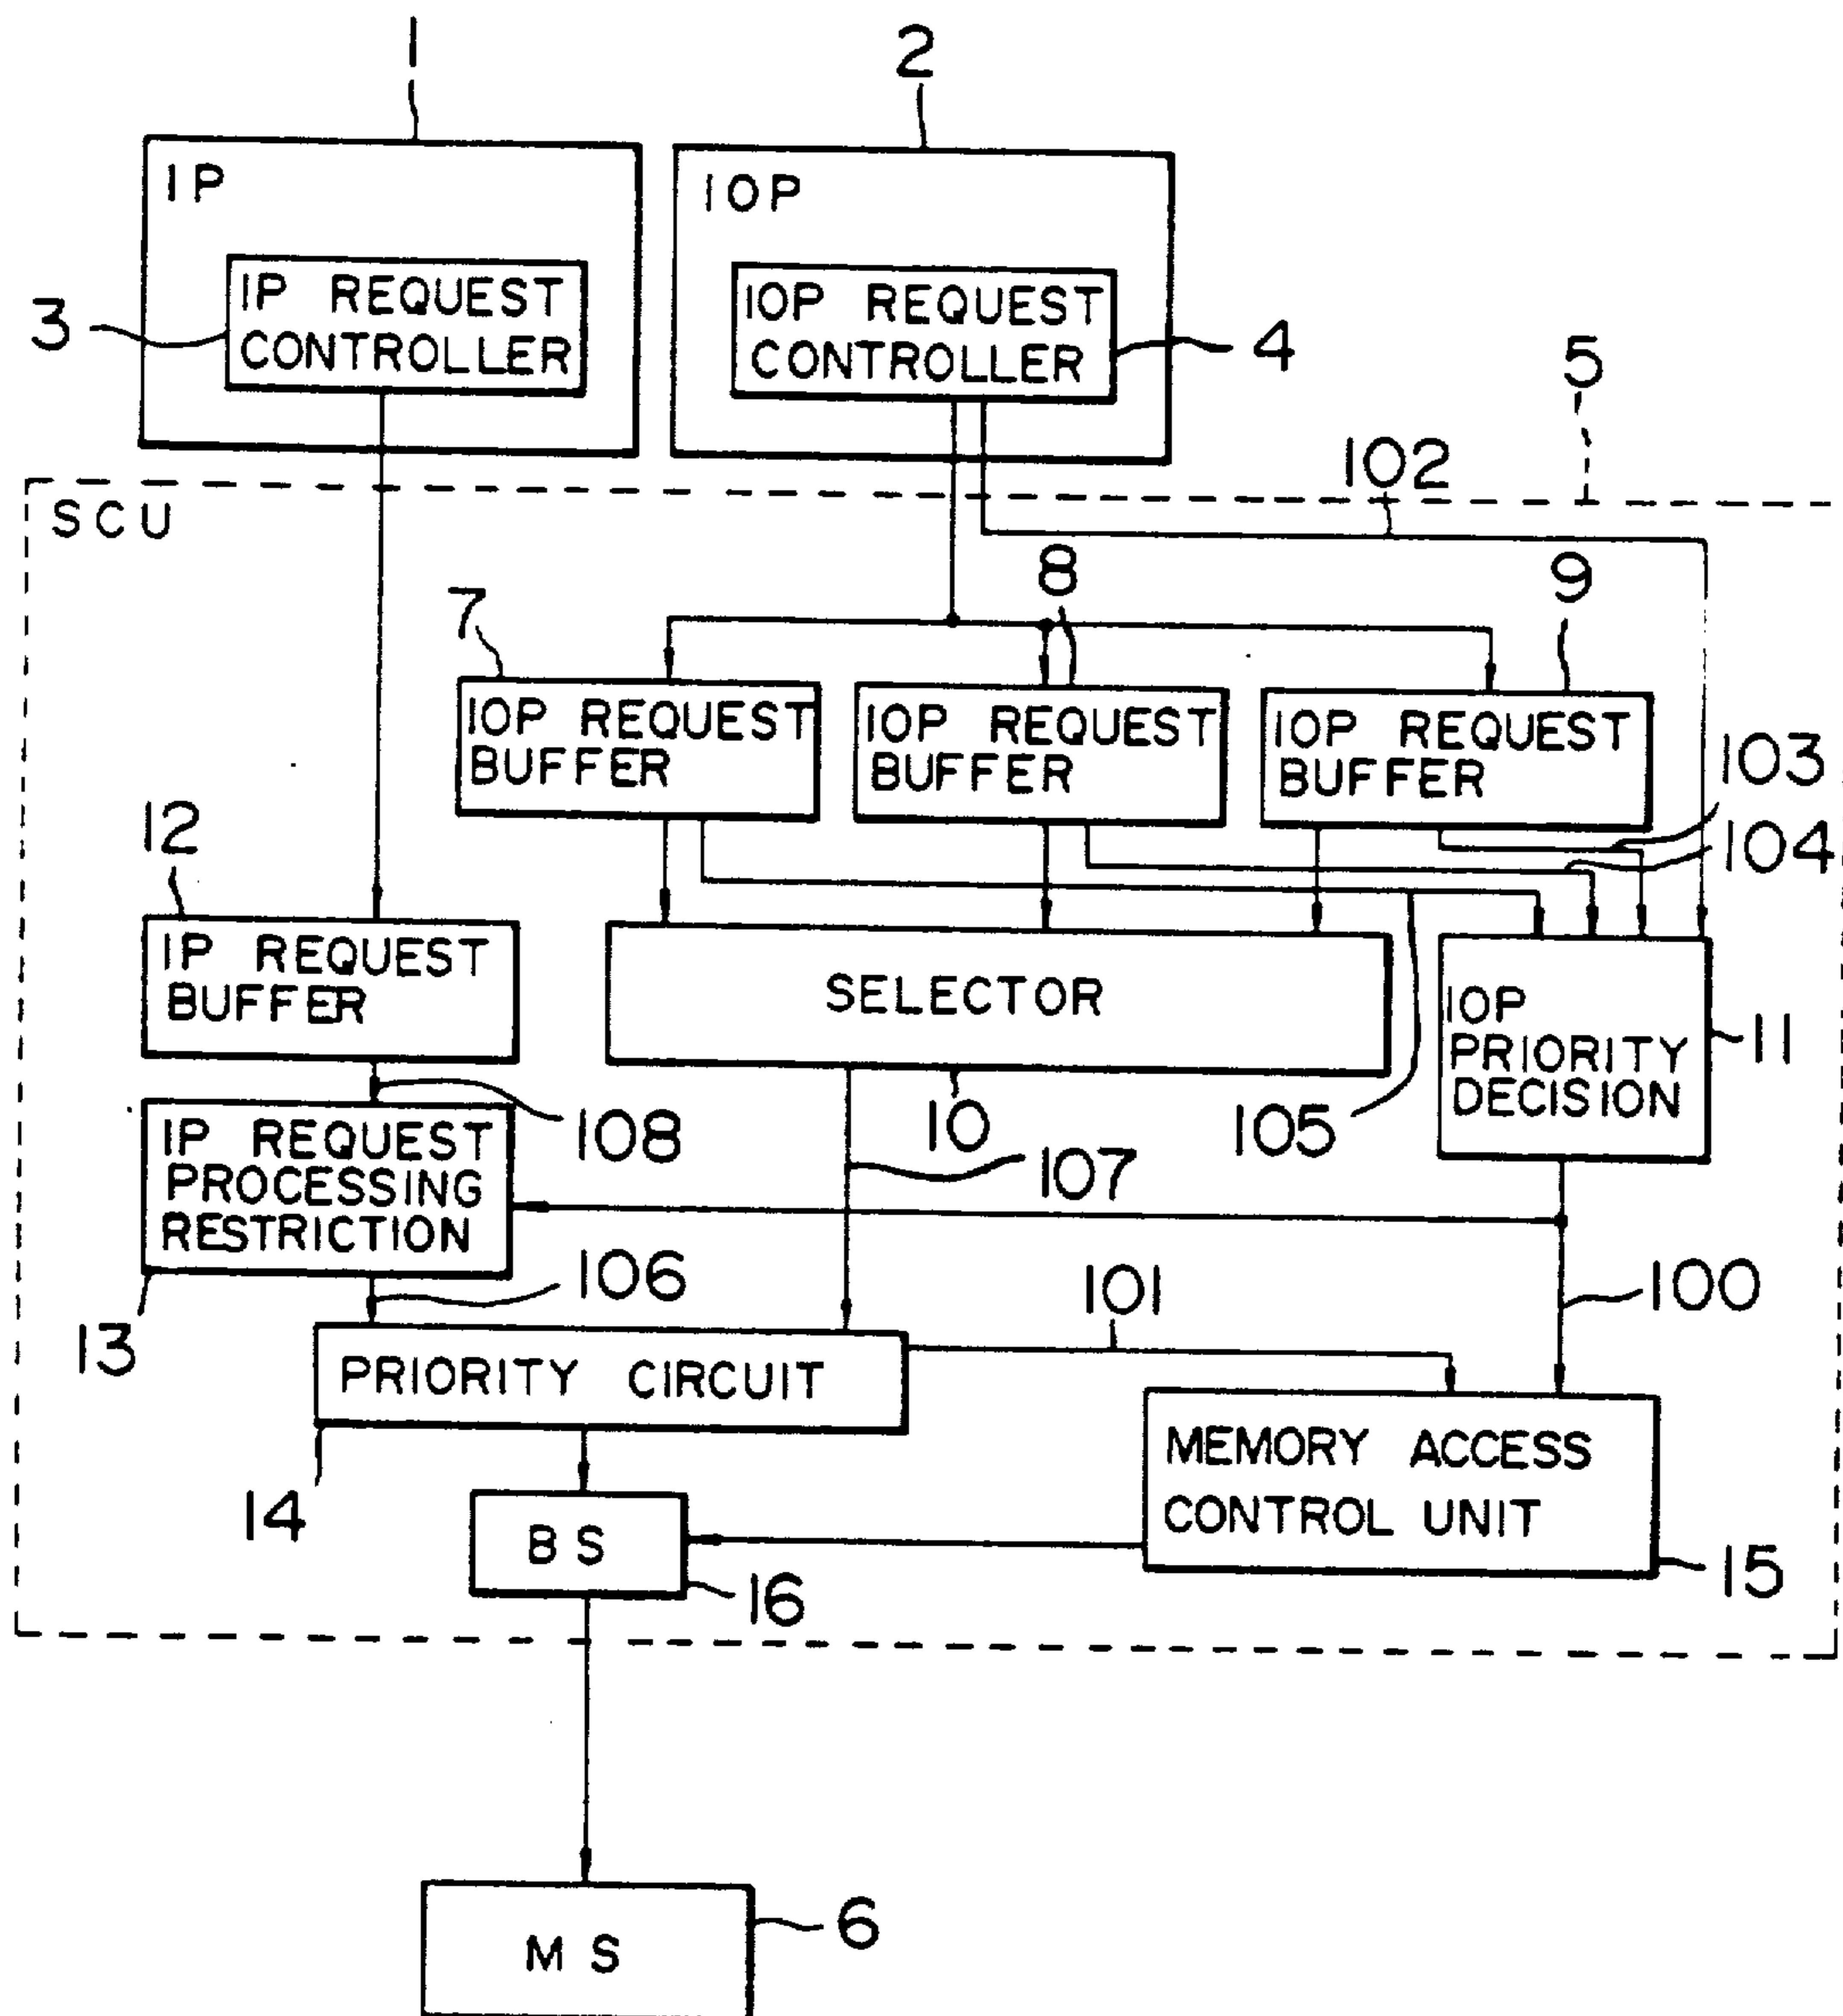 1
2
IP
IOP
IP REQUEST
CONTROLLER
IOP REQUEST
CONTROLLER
3
4
5
102
SCU
7
8
9
IOP REQUEST
BUFFER
IOP REQUEST
BUFFER
IOP REQUEST
BUFFER
103
104
12
IP REQUEST
BUFFER
SELECTOR
IOP
PRIORITY
DECISION
11
108
10
105
107
IP REQUEST
PROCESSING
RESTRICTION
106
101
100
13
PRIORITY CIRCUIT
MEMORY ACCESS
CONTROL UNIT
14
BS
16
15
MS
6